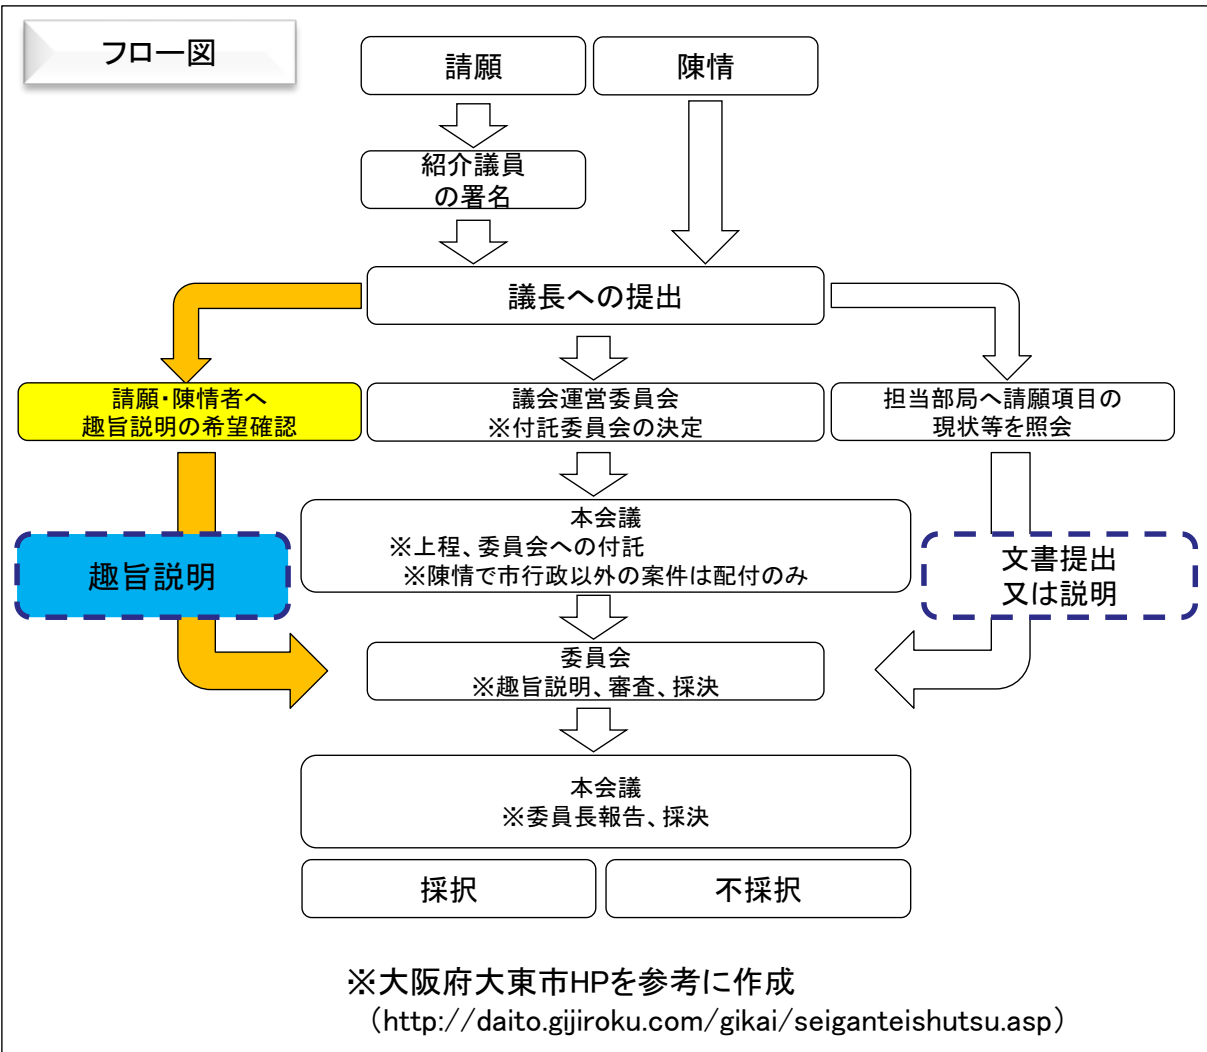 フロー図
請願
陳情
紹介議員
の署名
議長への提出
請願・陳情者へ
趣旨説明の希望確認
議会運営委員会
※付託委員会の決定
担当部局へ請願項目の
現状等を照会
本会議
※上程、委員会への付託
※陳情で市行政以外の案件は配付のみ
趣旨説明
文書提出
又は説明
委員会
※趣旨説明、審査、採決
本会議
※委員長報告、採決
採択
不採択
※大阪府大東市HPを参考に作成
（http://daito.gijiroku.com/gikai/seiganteishutsu.asp）